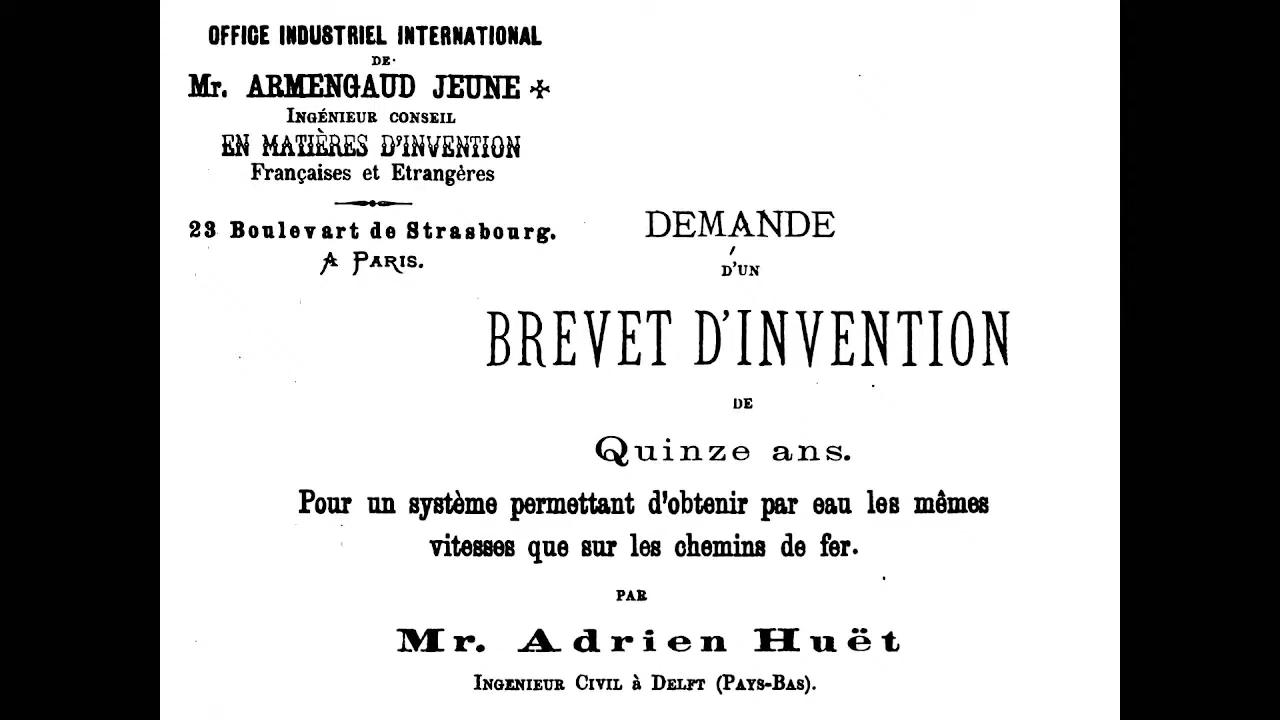 OFFICE INDUSTRIEL INTERNATIONAL
DE
Mr. ARMENGAUD JEUNE
INGÉNIEUR CONSEIL
EN MATIÈRES D'INVENTION
Françaises et Etrangères
23 Boulevart de Strasbourg.
A PARIS.
DEMANDE
D'UN
BREVET D'INVENTION
DE
Quinze ans.
Pour un système permettant d'obtenir par eau les mêmes
vitesses que sur les chemins de fer.
PAR
Mr. Adrien Huët
INGENIEUR CIVIL à DELFT (PAYS-BAS).